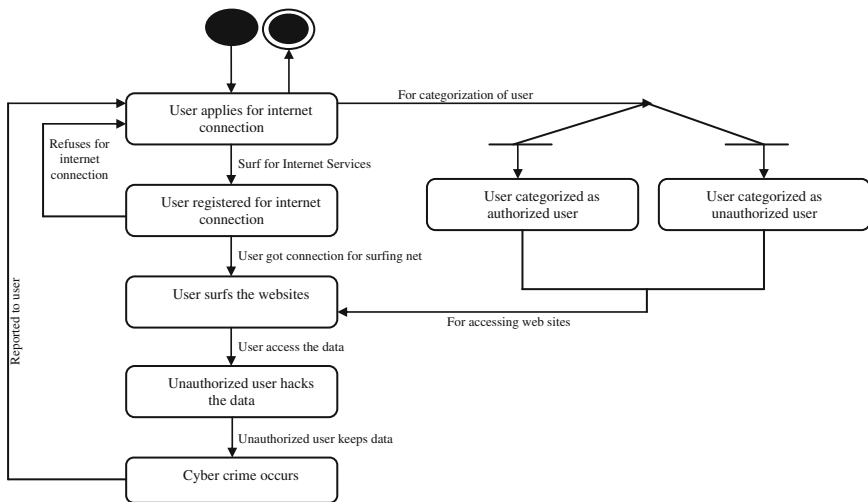 User applies for internet
connection
For categorization of user
Refuses for
internet
connection
Surf for Internet Services
User registered for internet
connection
User categorized as
authorized user
User categorized as
unauthorized user
User got connection for surfing net
User surfs the websites
For accessing web sites
Reported to user
User access the data
Unauthorized user hacks
the data
Unauthorized user keeps data
Cyber crime occurs